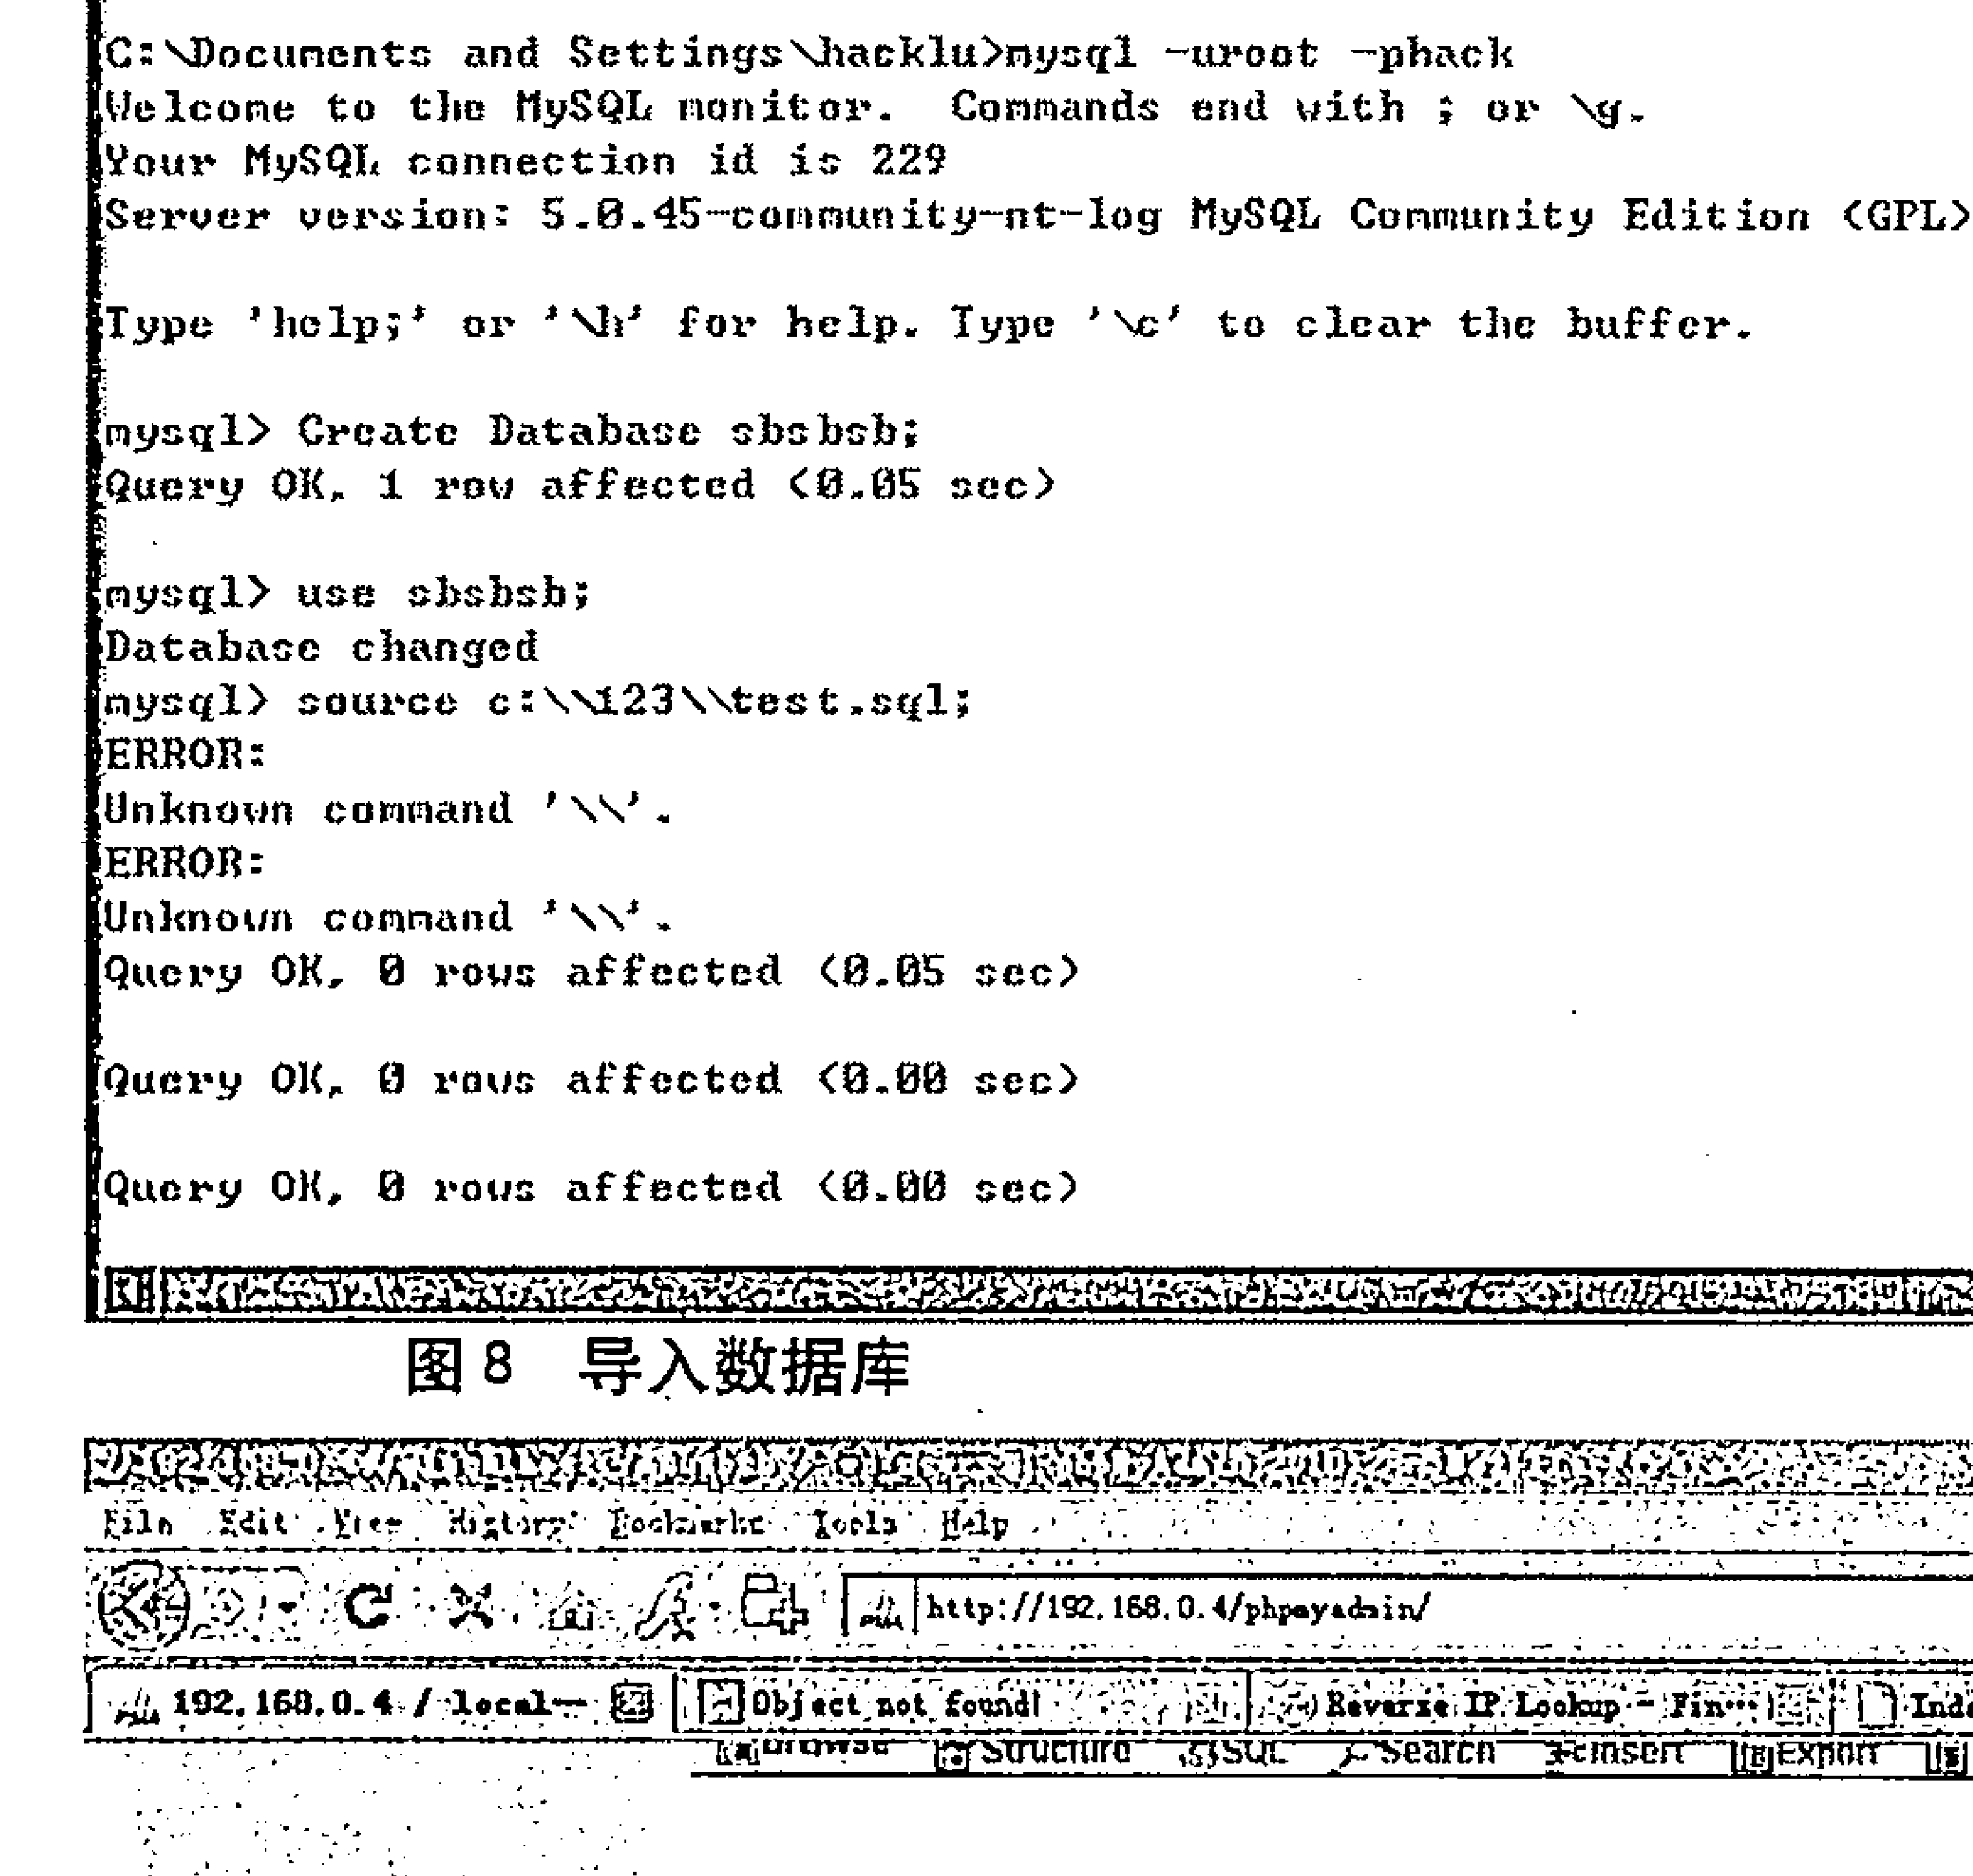 C:\Documents and Settings\hacklu>mysql -uroot -phack
Welcome to the MySQL monitor.  Commands end with ; or \g.
Your MySQL connection id is 229
Server version: 5.0.45-community-nt-log MySQL Community Edition (GPL)
Type 'help;' or '\h' for help. Type '\c' to clear the buffer.
mysql> Create Database sbsbsb;
Query OK, 1 row affected (0.05 sec)
mysql> use sbsbsb;
Database changed
mysql> source c:\\123\\test.sql;
ERROR:
Unknown command '\\'.
ERROR:
Unknown command '\\'.
Query OK, 0 rows affected (0.05 sec)
Query OK, 0 rows affected (0.00 sec)
Query OK, 0 rows affected (0.00 sec)
图8 导入数据库
File Edit View History Bookmarks Tools Help
http://192.168.0.4/phpmyadmin/
192.168.0.4 / local… Object not found! Reverse IP Lookup - Fin… Inde
Browse Structure SQL Search Insert Export